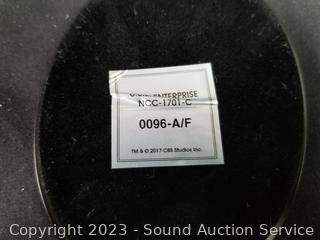 U.S.S. ENTERPRISE
NCC-1701-C
0096-A/F
TM & © 2017 CBS Studios Inc.
Copyright 2023 - Sound Auction Service